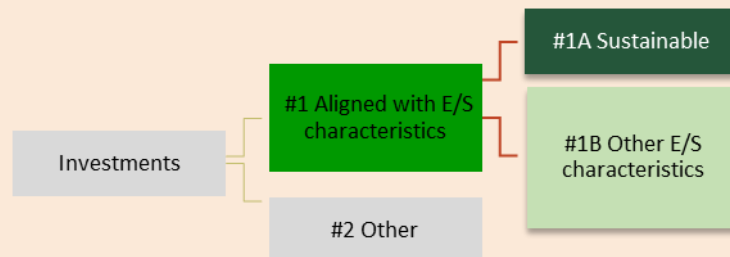 #1A Sustainable
#1 Aligned with E/S
characteristics
#1B Other E/S
characteristics
Investments
#2 Other